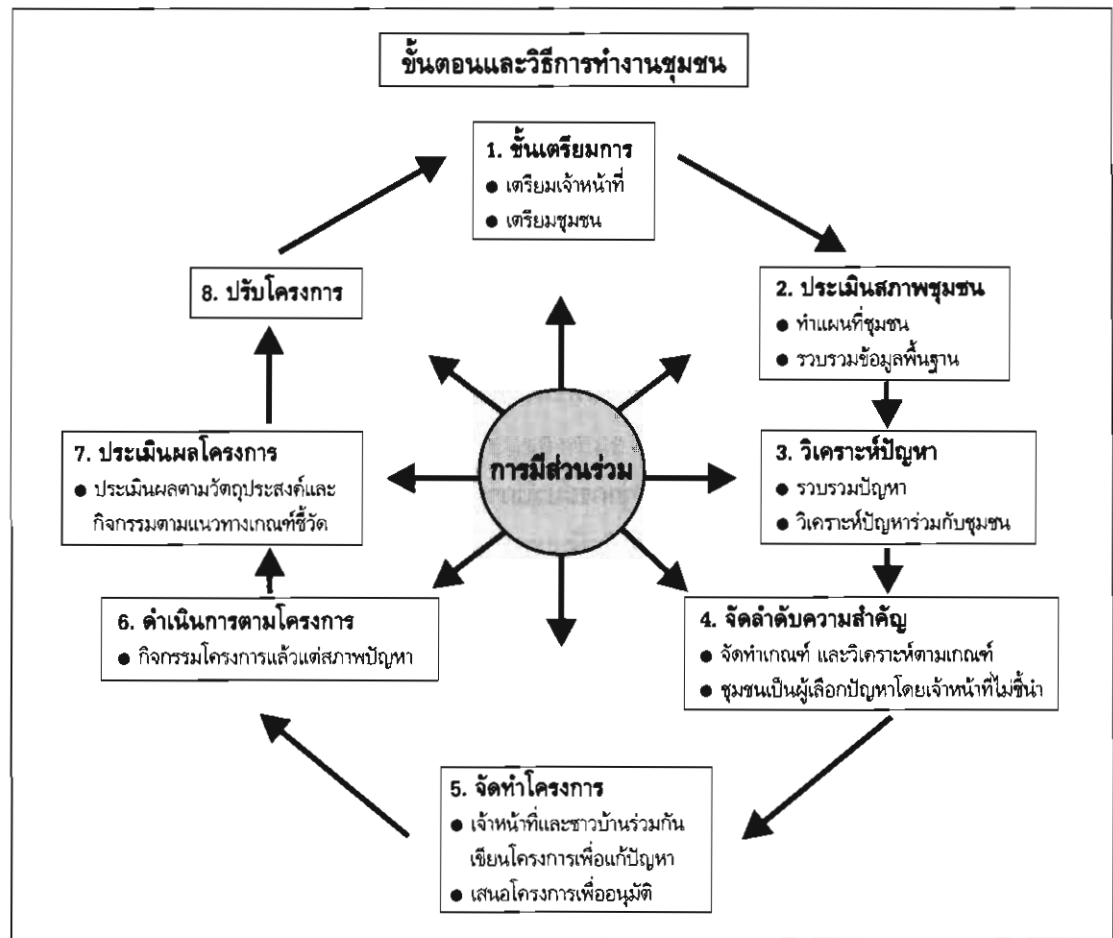 ขั้นตอนและวิธีการทำงานชุมชน
1. ขั้นเตรียมการ
● เตรียมเจ้าหน้าที่
● เตรียมชุมชน
2. ประเมินสภาพชุมชน
● ทำแผนที่ชุมชน
● รวบรวมข้อมูลพื้นฐาน
3. วิเคราะห์ปัญหา
● รวบรวมปัญหา
● วิเคราะห์ปัญหาร่วมกับชุมชน
4. จัดลำดับความสำคัญ
● จัดทำเกณฑ์ และวิเคราะห์ตามเกณฑ์
● ชุมชนเป็นผู้เลือกปัญหาโดยเจ้าหน้าที่ไม่ชี้นำ
5. จัดทำโครงการ
● เจ้าหน้าที่และชาวบ้านร่วมกัน
เขียนโครงการเพื่อแก้ปัญหา
● เสนอโครงการเพื่ออนุมัติ
6. ดำเนินการตามโครงการ
● กิจกรรมโครงการแล้วแต่สภาพปัญหา
7. ประเมินผลโครงการ
● ประเมินผลตามวัตถุประสงค์และ
กิจกรรมตามแนวทางเกณฑ์ชี้วัด
8. ปรับโครงการ
การมีส่วนร่วม